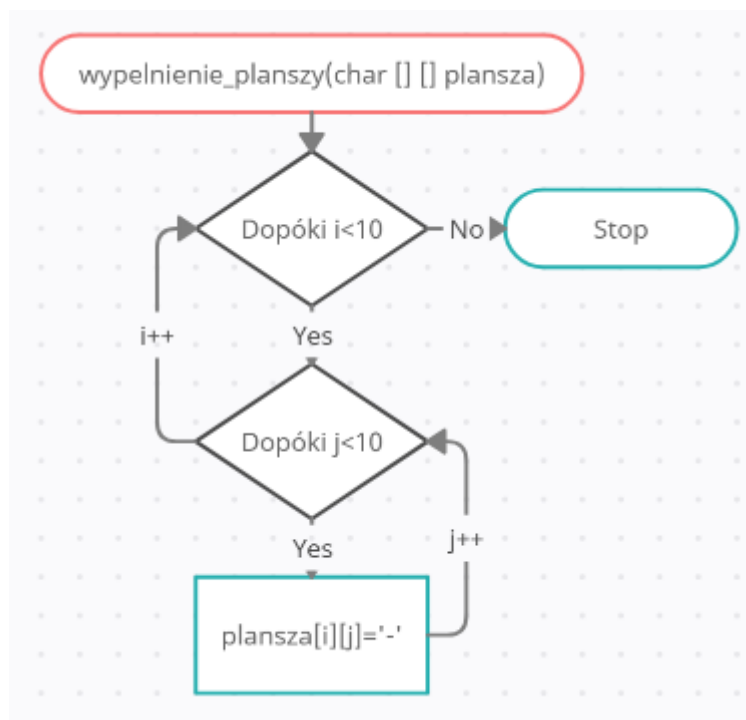 wypelnienie_planszy(char [] [] plansza)
Dopóki i<10
No
Stop
i++
Yes
Dopóki j<10
Yes
j++
plansza[i][j]='-'